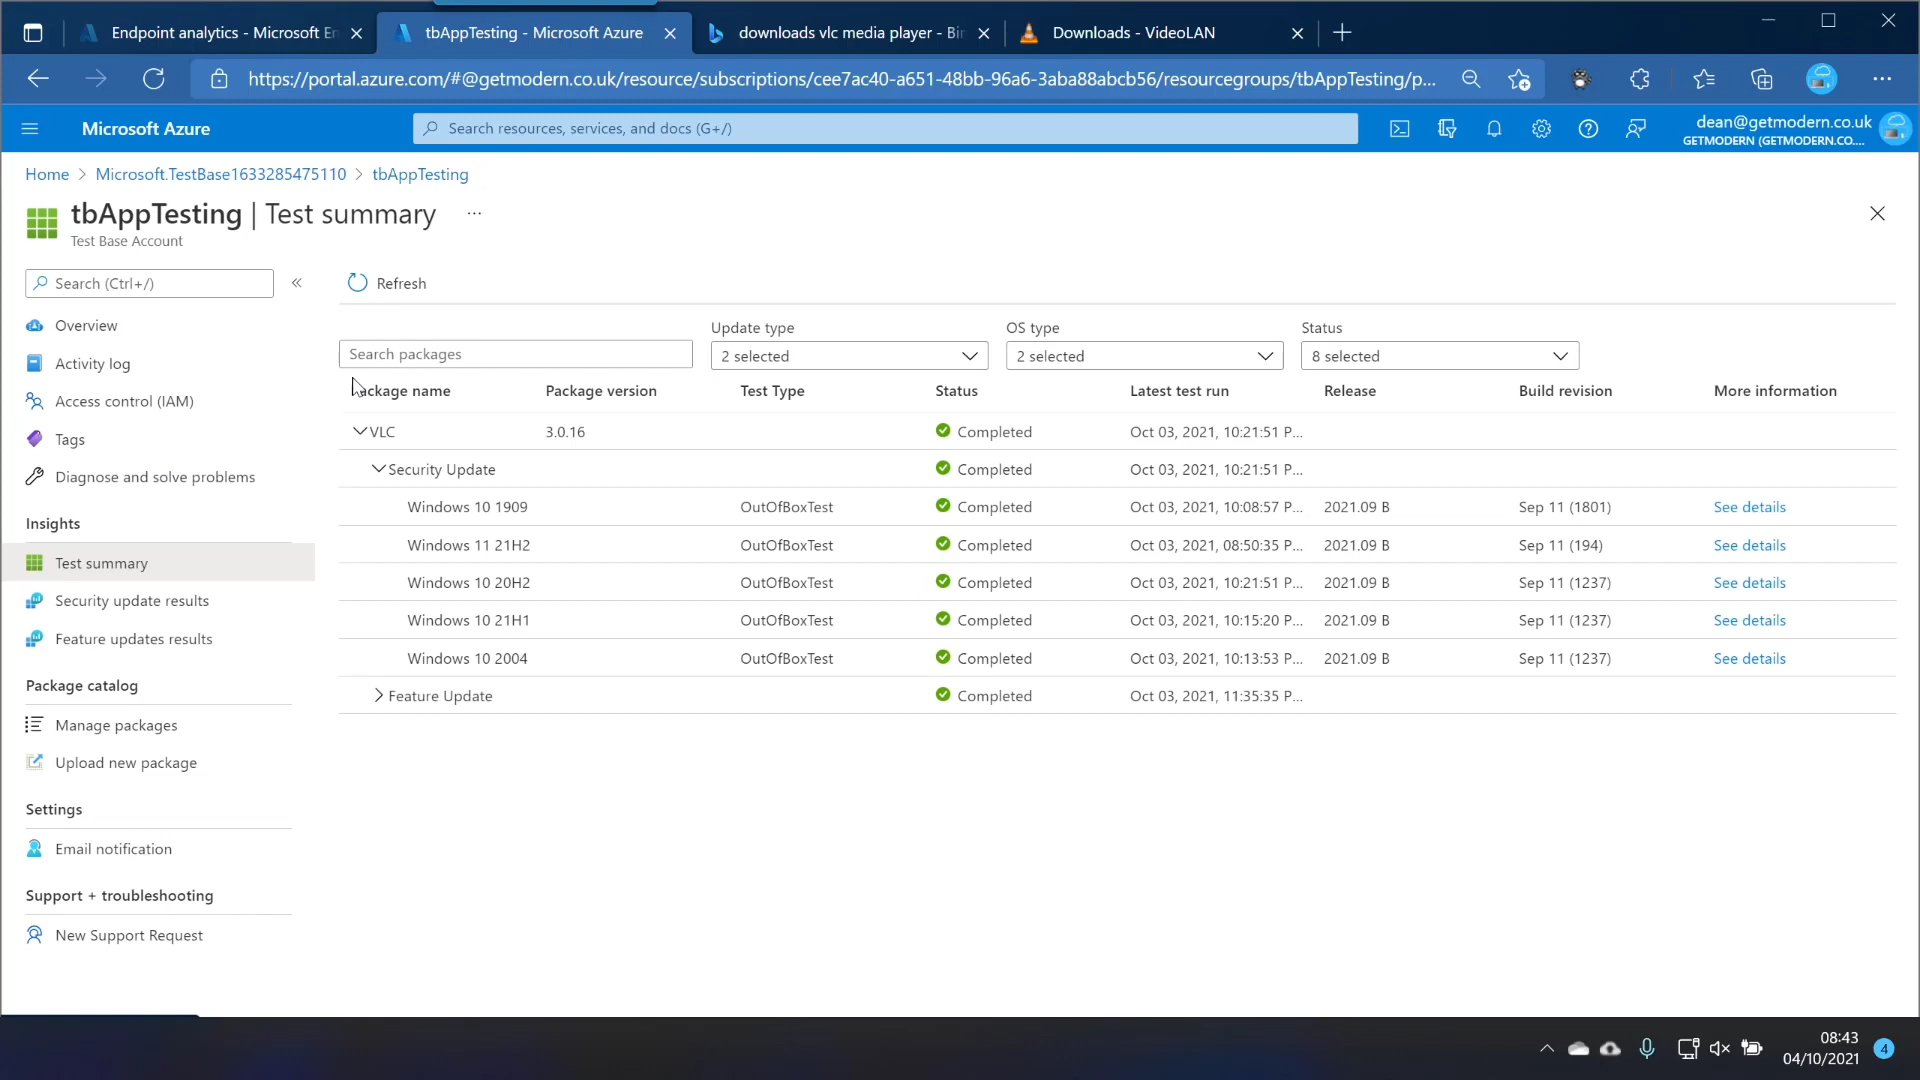 Endpoint analytics - Microsoft En
tbAppTesting - Microsoft Azure
downloads vlc media player - Bin
Downloads - VideoLAN
https://portal.azure.com/#@getmodern.co.uk/resource/subscriptions/cee7ac40-a651-48bb-96a6-3aba88abcb56/resourcegroups/tbAppTesting/p...
Microsoft Azure
Search resources, services, and docs (G+/)
dean@getmodern.co.uk
GETMODERN (GETMODERN.CO....
Home > Microsoft.TestBase1633285475110 > tbAppTesting
tbAppTesting | Test summary ...
Test Base Account
Search (Ctrl+/)
«
Overview
Activity log
Access control (IAM)
Tags
Diagnose and solve problems
Insights
Test summary
Security update results
Feature updates results
Package catalog
Manage packages
Upload new package
Settings
Email notification
Support + troubleshooting
New Support Request
Refresh
Update type
OS type
Status
Search packages
2 selected
2 selected
8 selected
Package name Package version Test Type Status Latest test run Release Build revision More information
VLC 3.0.16 Completed Oct 03, 2021, 10:21:51 P...
Security Update Completed Oct 03, 2021, 10:21:51 P...
Windows 10 1909 OutOfBoxTest Completed Oct 03, 2021, 10:08:57 P... 2021.09 B Sep 11 (1801) See details
Windows 11 21H2 OutOfBoxTest Completed Oct 03, 2021, 08:50:35 P... 2021.09 B Sep 11 (194) See details
Windows 10 20H2 OutOfBoxTest Completed Oct 03, 2021, 10:21:51 P... 2021.09 B Sep 11 (1237) See details
Windows 10 21H1 OutOfBoxTest Completed Oct 03, 2021, 10:15:20 P... 2021.09 B Sep 11 (1237) See details
Windows 10 2004 OutOfBoxTest Completed Oct 03, 2021, 10:13:53 P... 2021.09 B Sep 11 (1237) See details
Feature Update Completed Oct 03, 2021, 11:35:35 P...
08:43
04/10/2021
4